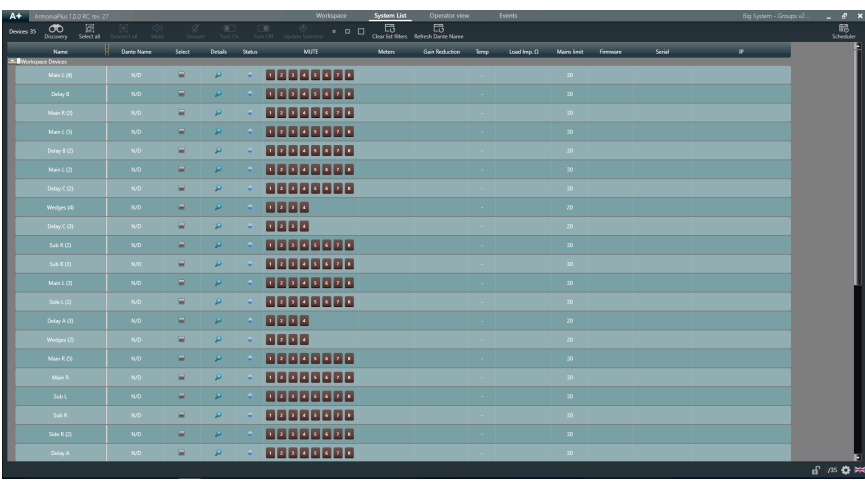 A+ ArmoníaPlus 1.0.0 RC rev. 27 Workspace System List Operator view Events Big System - Groups v2...
Devices: 35 Discovery Select all Deselect all Mute Unmute Turn On Turn Off Update Selected Clear list filters Refresh Dante Name Scheduler
Name Dante Name Select Details Status MUTE Meters Gain Reduction Temp Load Imp. Ω Mains limit Firmware Serial IP
Workspace Devices
Main L (4) N/D 1 2 3 4 5 6 7 8 - 30
Delay B N/D 1 2 3 4 5 6 7 8 - 30
Main R (3) N/D 1 2 3 4 5 6 7 8 - 30
Main L (5) N/D 1 2 3 4 5 6 7 8 - 30
Delay B (2) N/D 1 2 3 4 5 6 7 8 - 30
Main L (2) N/D 1 2 3 4 5 6 7 8 - 30
Delay C (2) N/D 1 2 3 4 5 6 7 8 - 30
Wedges (4) N/D 1 2 3 4 - 20
Delay C (3) N/D 1 2 3 4 - 20
Sub R (2) N/D 1 2 3 4 5 6 7 8 - 30
Sub R (3) N/D 1 2 3 4 5 6 7 8 - 30
Main L (3) N/D 1 2 3 4 5 6 7 8 - 30
Side L (2) N/D 1 2 3 4 5 6 7 8 - 30
Delay A (3) N/D 1 2 3 4 - 20
Wedges (2) N/D 1 2 3 4 - 20
Main R (5) N/D 1 2 3 4 5 6 7 8 - 30
Main R N/D 1 2 3 4 5 6 7 8 - 30
Sub L N/D 1 2 3 4 5 6 7 8 - 30
Sub R N/D 1 2 3 4 5 6 7 8 - 30
Side R (2) N/D 1 2 3 4 5 6 7 8 - 30
Delay A N/D 1 2 3 4 5 6 7 8 - 30
/35